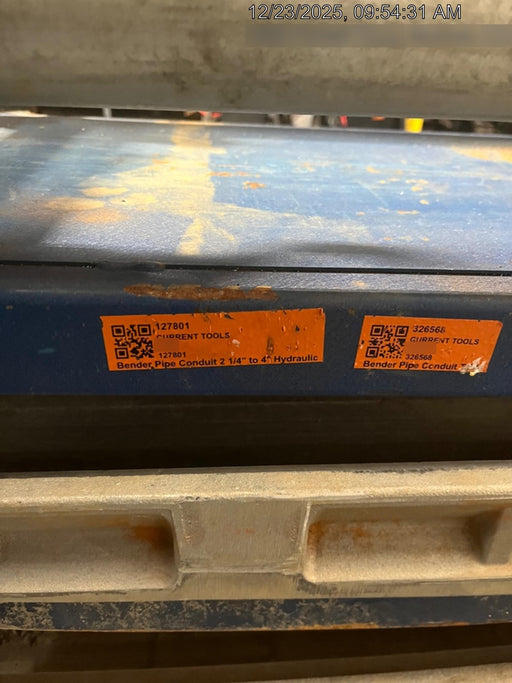 12/23/2025, 09:54:31 AM
127801
CURRENT TOOLS
127801
Bender Pipe Conduit 2 1/4" to 4" Hydraulic
326568
CURRENT TOOLS
326568
Bender Pipe Conduit